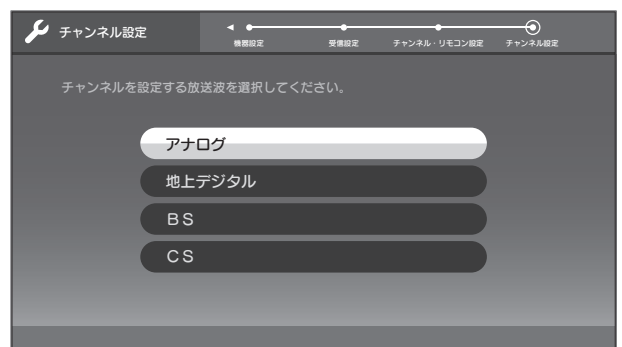 チャンネル設定
機器設定 受信設定 チャンネル・リモコン設定 チャンネル設定
チャンネルを設定する放送波を選択してください。
アナログ
地上デジタル
ＢＳ
ＣＳ